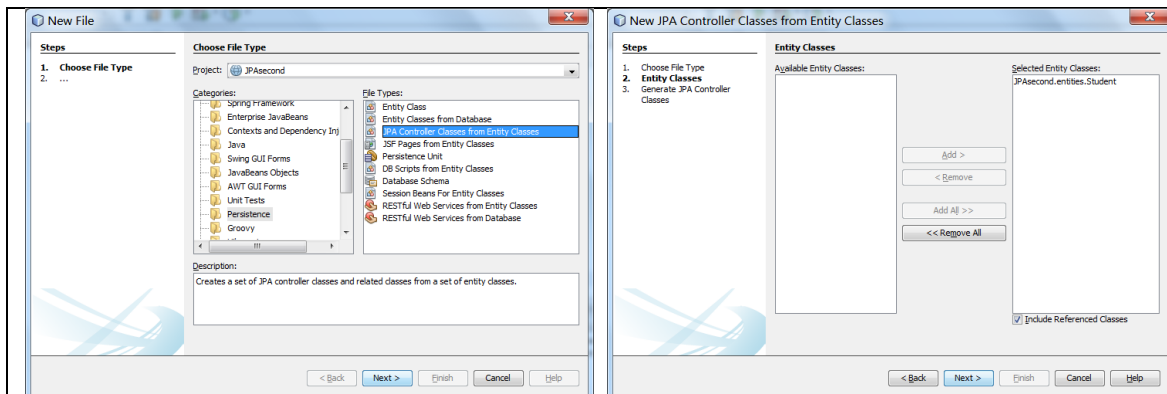 New File
Steps
1. Choose File Type
2. ...
Choose File Type
Project: JPAsecond
Categories:
Spring Framework
Enterprise JavaBeans
Contexts and Dependency Inj
Java
Swing GUI Forms
JavaBeans Objects
AWT GUI Forms
Unit Tests
Persistence
Groovy
File Types:
Entity Class
Entity Classes from Database
JPA Controller Classes from Entity Classes
JSF Pages from Entity Classes
Persistence Unit
DB Scripts from Entity Classes
Database Schema
Session Beans For Entity Classes
RESTful Web Services from Entity Classes
RESTful Web Services from Database
Description:
Creates a set of JPA controller classes and related classes from a set of entity classes.
< Back
Next >
Finish
Cancel
Help
New JPA Controller Classes from Entity Classes
Steps
1. Choose File Type
2. Entity Classes
3. Generate JPA Controller
Classes
Entity Classes
Available Entity Classes:
Add >
< Remove
Add All >>
<< Remove All
Selected Entity Classes:
JPAsecond.entities.Student
Include Referenced Classes
< Back
Next >
Finish
Cancel
Help